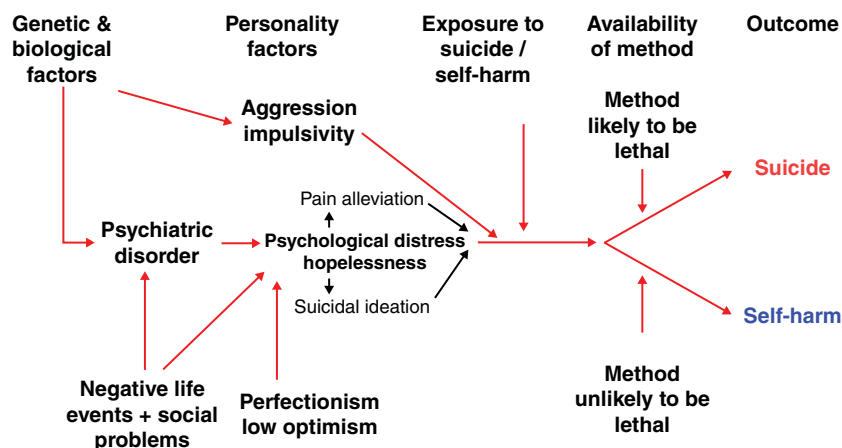 Genetic &
biological
factors
Personality
factors
Exposure to
suicide /
self-harm
Availability
of method
Outcome
Aggression
impulsivity
Method
likely to be
lethal
Suicide
Pain alleviation
Psychiatric
disorder
Psychological distress
hopelessness
Suicidal ideation
Self-harm
Negative life
events + social
problems
Perfectionism
low optimism
Method
unlikely to be
lethal